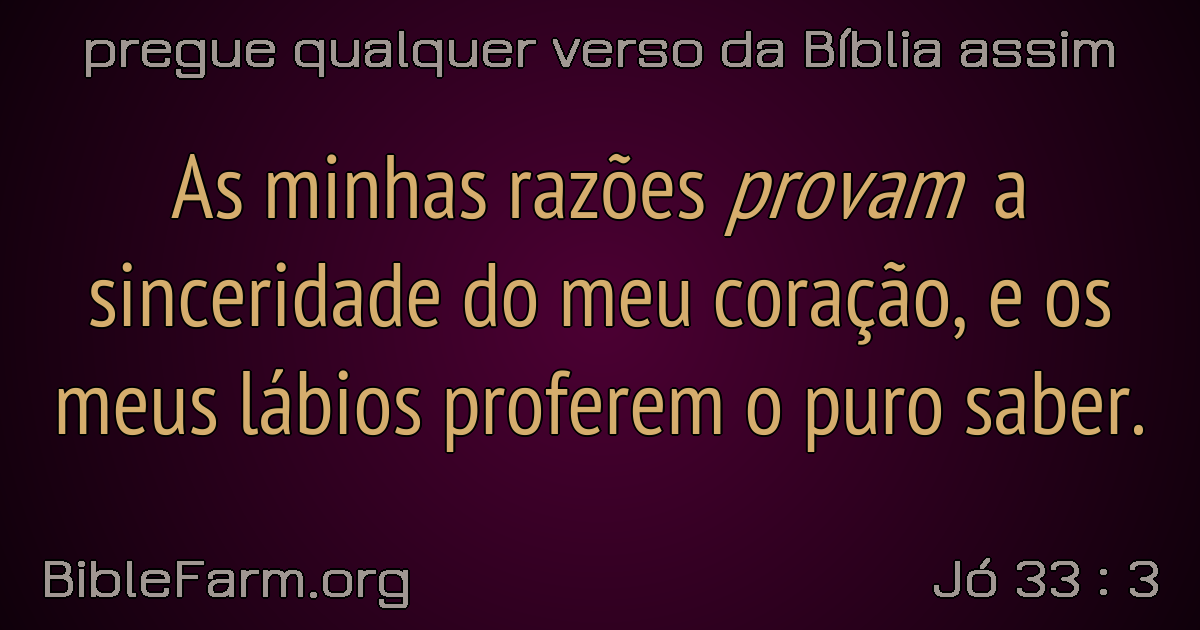 pregue qualquer verso da Bíblia assim
As minhas razões provam a
sinceridade do meu coração, e os
meus lábios proferem o puro saber.
BibleFarm.org
Jó 33 : 3